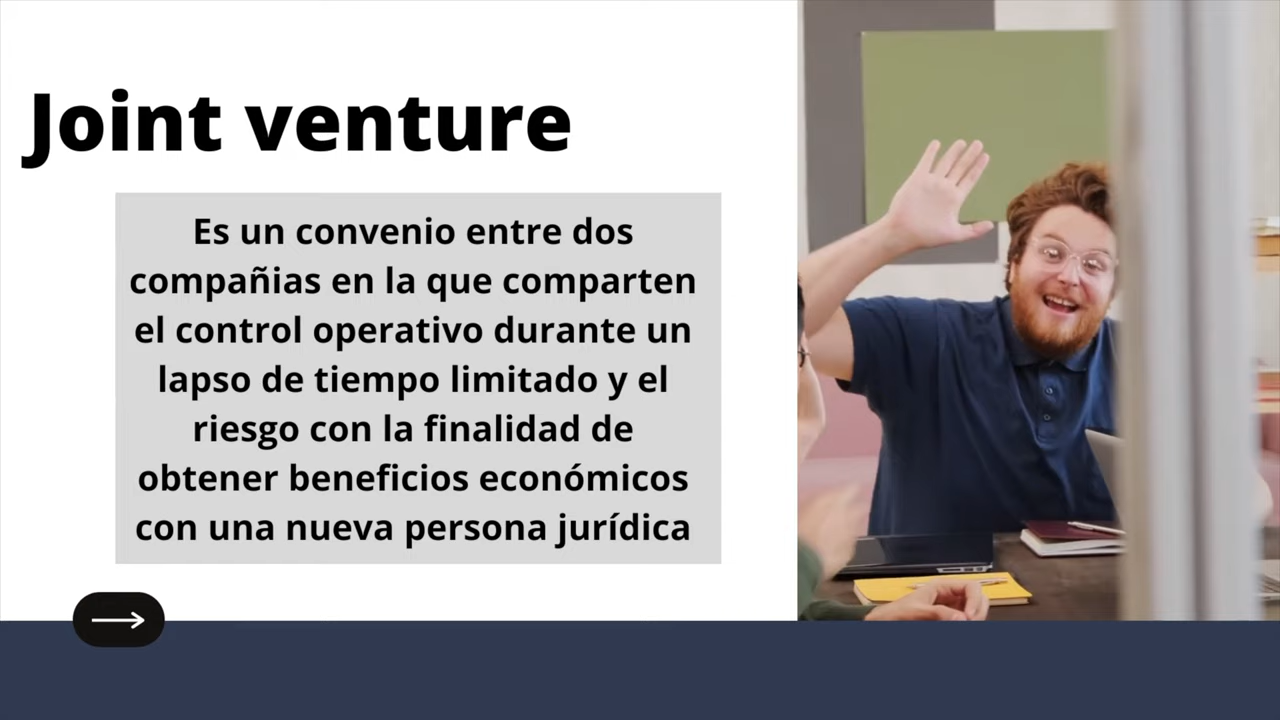 Joint venture
Es un convenio entre dos
compañias en la que comparten
el control operativo durante un
lapso de tiempo limitado y el
riesgo con la finalidad de
obtener beneficios económicos
con una nueva persona jurídica